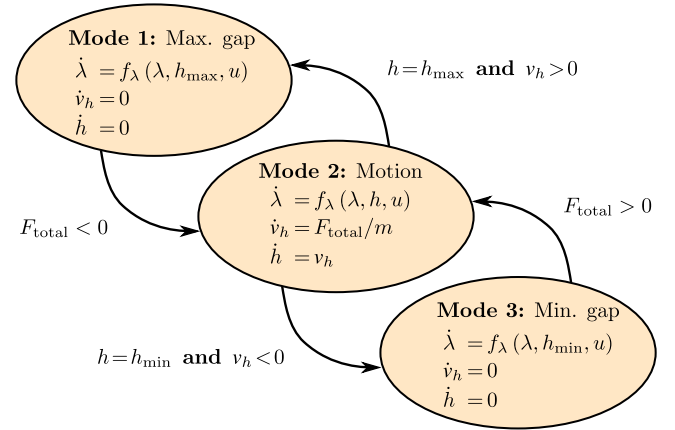 Mode 1: Max. gap
λ̇ = f_λ (λ, h_max, u)
v̇_h = 0
ḣ = 0
h = h_max and v_h > 0
Mode 2: Motion
λ̇ = f_λ (λ, h, u)
v̇_h = F_total/m
ḣ = v_h
F_total < 0
F_total > 0
Mode 3: Min. gap
λ̇ = f_λ (λ, h_min, u)
v̇_h = 0
ḣ = 0
h = h_min and v_h < 0